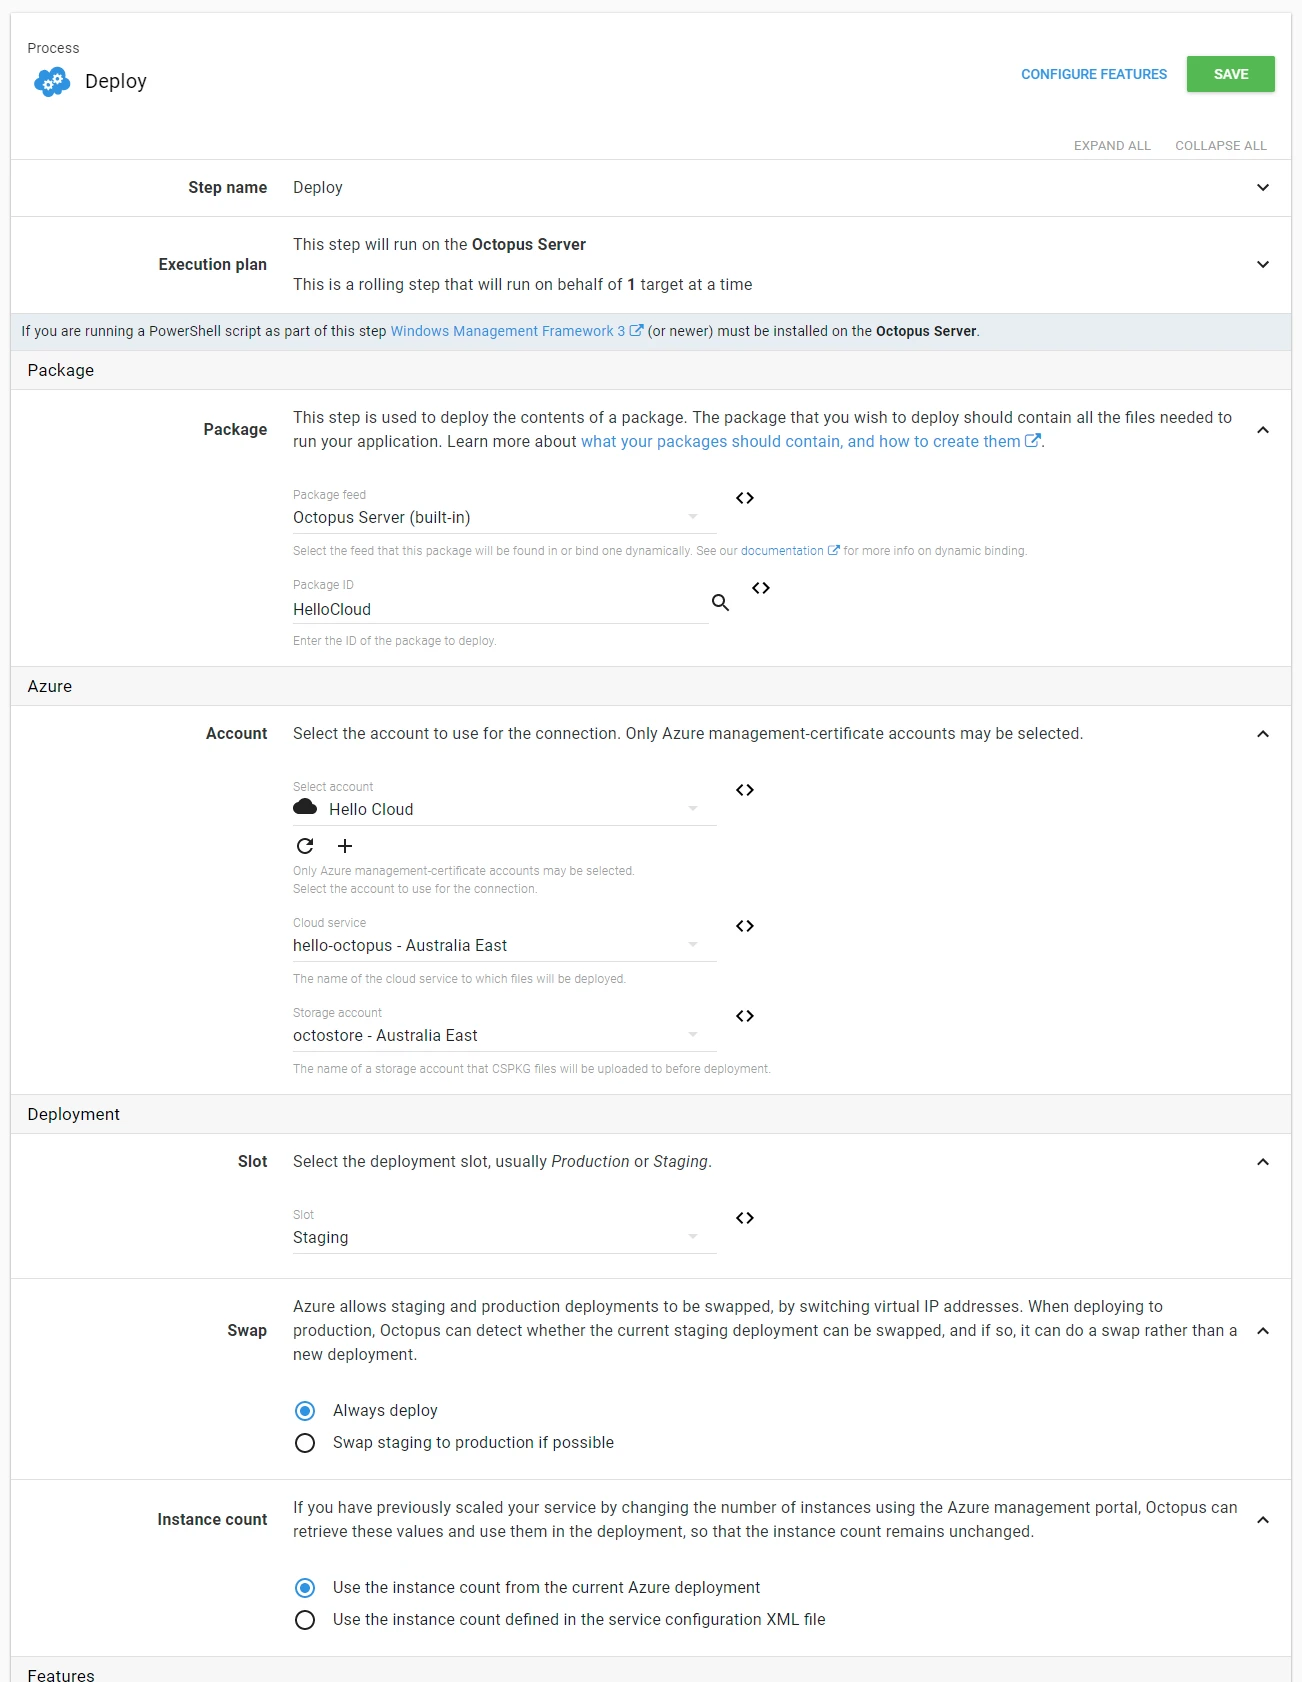 Process
Deploy
CONFIGURE FEATURES
SAVE
EXPAND ALL
COLLAPSE ALL
Step name
Deploy
Execution plan
This step will run on the Octopus Server
This is a rolling step that will run on behalf of 1 target at a time
If you are running a PowerShell script as part of this step Windows Management Framework 3 (or newer) must be installed on the Octopus Server.
Package
Package
This step is used to deploy the contents of a package. The package that you wish to deploy should contain all the files needed to
run your application. Learn more about what your packages should contain, and how to create them.
Package feed
Octopus Server (built-in)
Select the feed that this package will be found in or bind one dynamically. See our documentation for more info on dynamic binding.
Package ID
HelloCloud
Enter the ID of the package to deploy.
Azure
Account
Select the account to use for the connection. Only Azure management-certificate accounts may be selected.
Select account
Hello Cloud
Only Azure management-certificate accounts may be selected.
Select the account to use for the connection.
Cloud service
hello-octopus - Australia East
The name of the cloud service to which files will be deployed.
Storage account
octostore - Australia East
The name of a storage account that CSPKG files will be uploaded to before deployment.
Deployment
Slot
Select the deployment slot, usually Production or Staging.
Slot
Staging
Swap
Azure allows staging and production deployments to be swapped, by switching virtual IP addresses. When deploying to
production, Octopus can detect whether the current staging deployment can be swapped, and if so, it can do a swap rather than a
new deployment.
Always deploy
Swap staging to production if possible
Instance count
If you have previously scaled your service by changing the number of instances using the Azure management portal, Octopus can
retrieve these values and use them in the deployment, so that the instance count remains unchanged.
Use the instance count from the current Azure deployment
Use the instance count defined in the service configuration XML file
Features